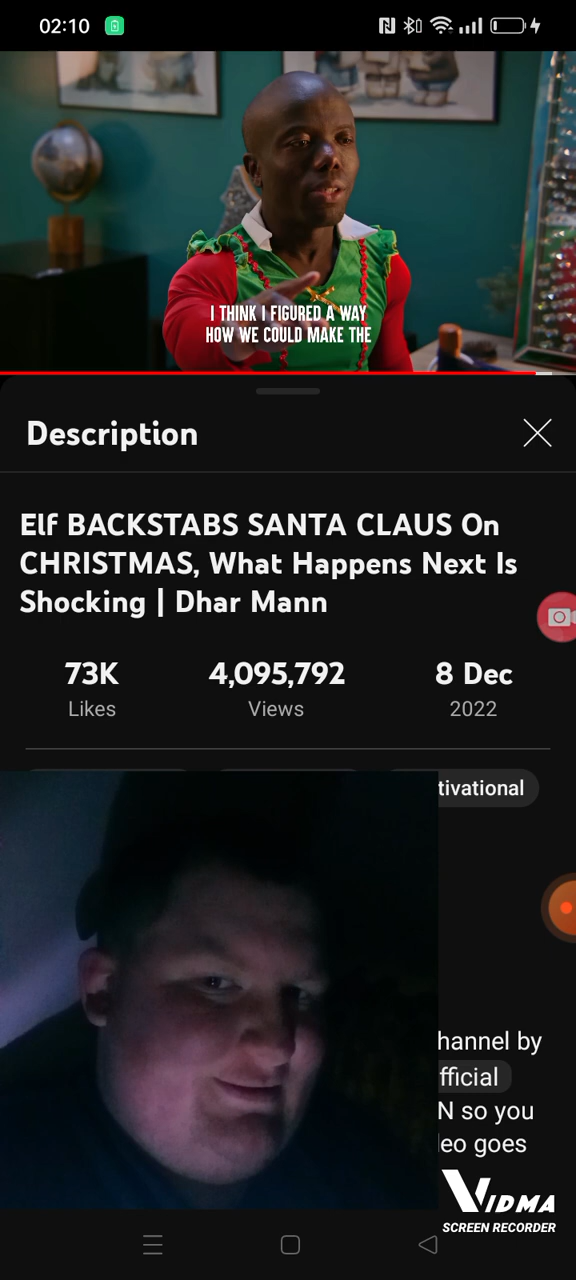 02:10
I THINK I FIGURED A WAY
HOW WE COULD MAKE THE
Description
Elf BACKSTABS SANTA CLAUS On
CHRISTMAS, What Happens Next Is
Shocking | Dhar Mann
73K
4,095,792
8 Dec
Likes
Views
2022
tivational
hannel by
fficial
N so you
eo goes
VIDMA
SCREEN RECORDER